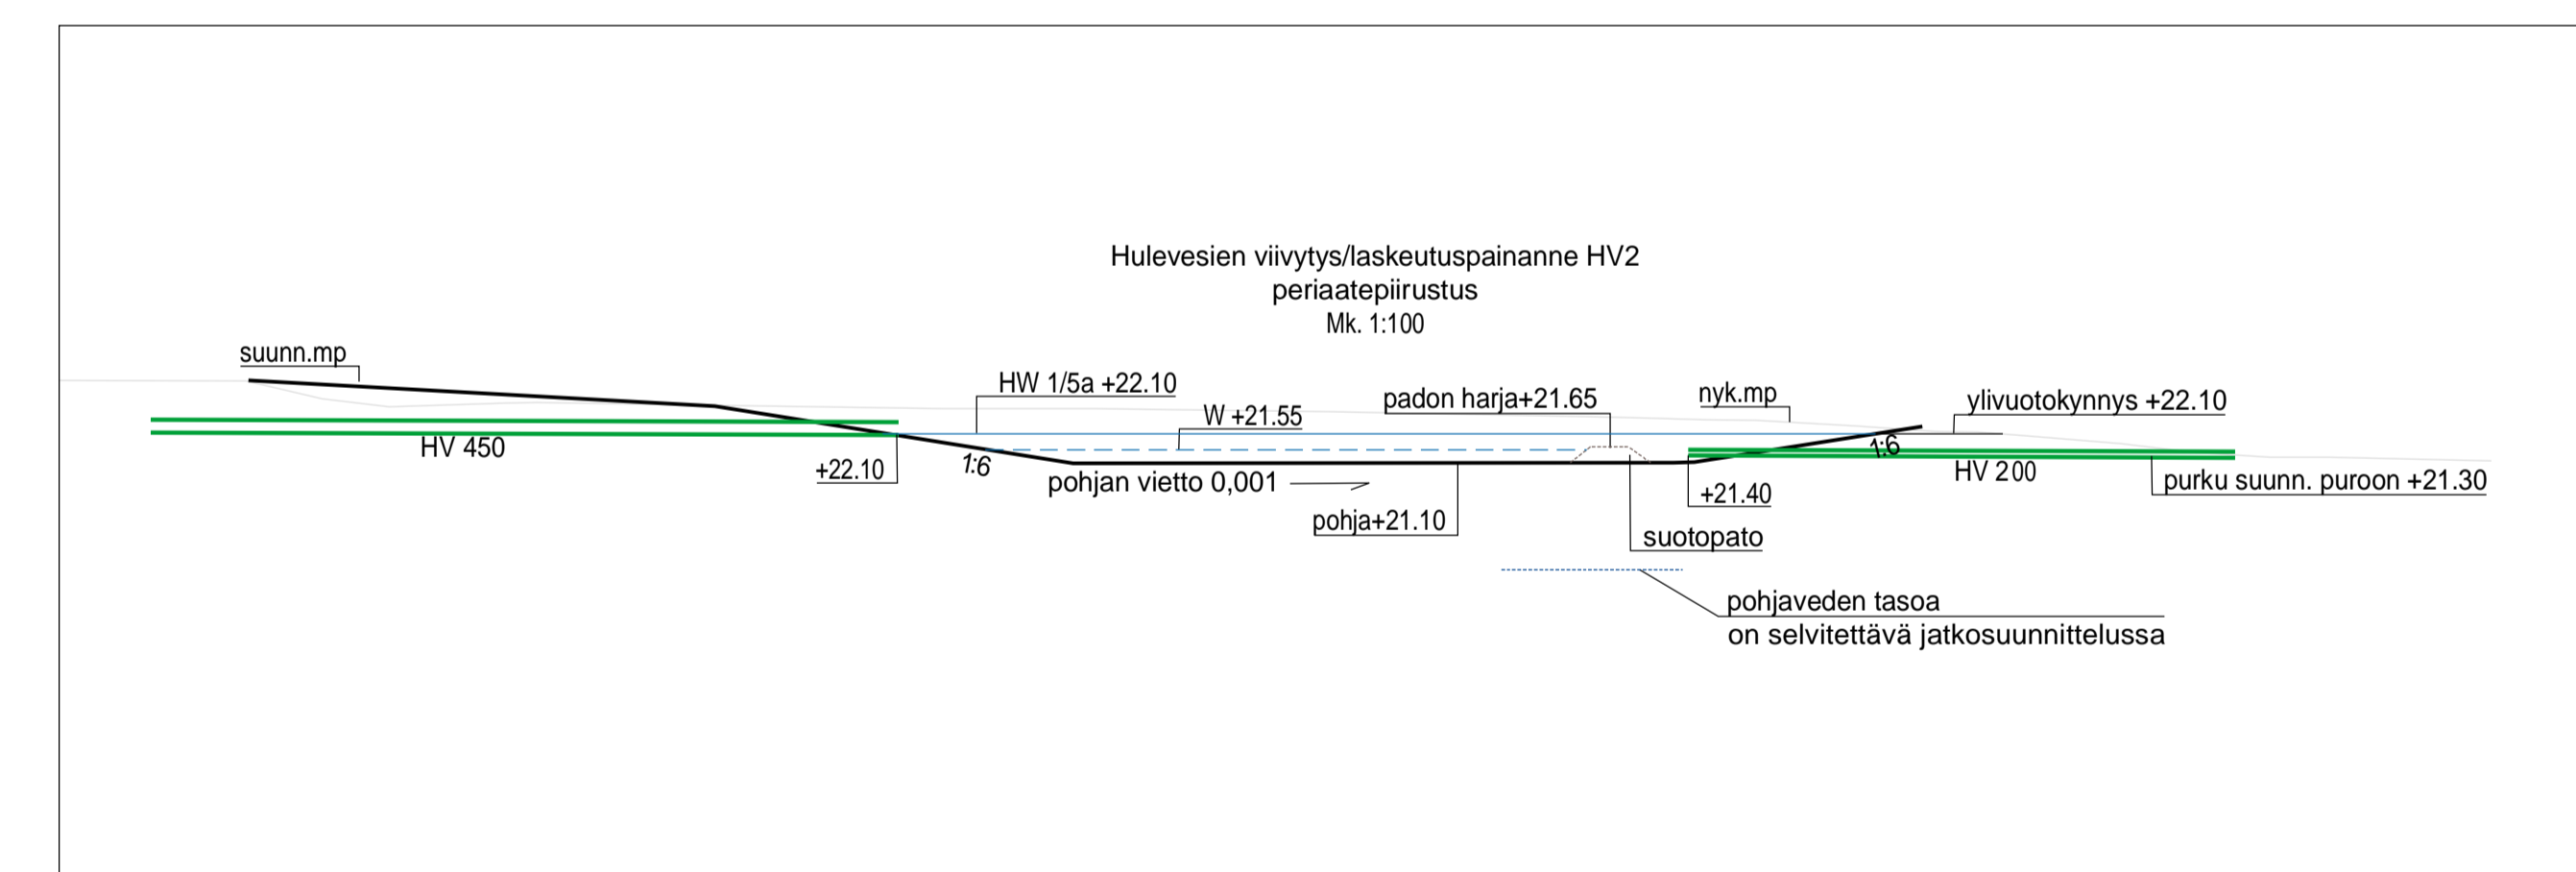 Hulevesien viivytys/laskeutuspainanne HV2
periaatepiirustus
Mk. 1:100
suunn.mp
HW 1/5a +22.10
W +21.55
padon harja+21.65
nyk.mp
ylivuotokynnys +22.10
HV 450
+22.10
1:6
pohjan vietto 0,001
pohja+21.10
1:6
HV 200
+21.40
purku suunn. puroon +21.30
suotopato
pohjaveden tasoa
on selvitettävä jatkosuunnittelussa